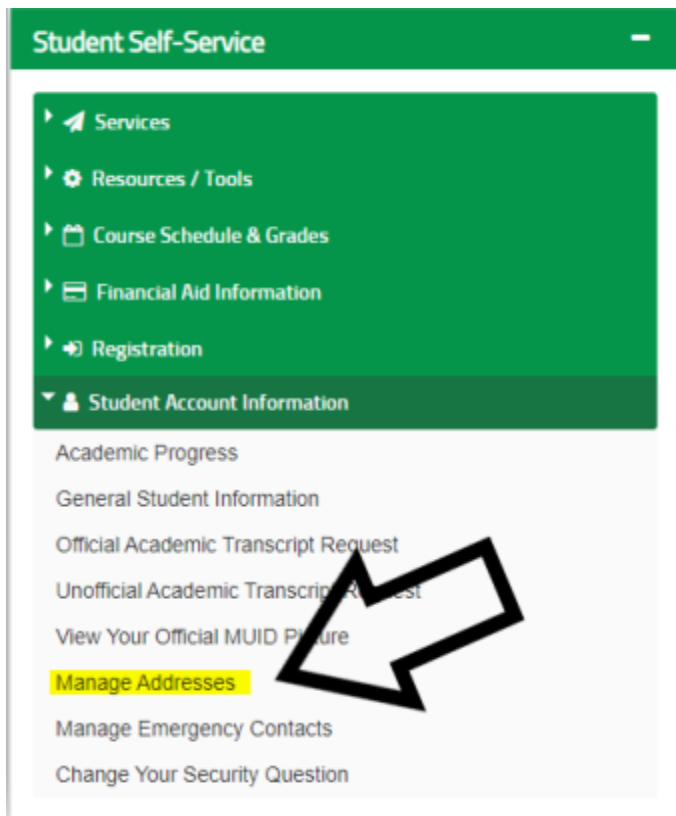 Student Self-Service
Services
Resources / Tools
Course Schedule & Grades
Financial Aid Information
Registration
Student Account Information
Academic Progress
General Student Information
Official Academic Transcript Request
Unofficial Academic Transcript Request
View Your Official MUID Picture
Manage Addresses
Manage Emergency Contacts
Change Your Security Question